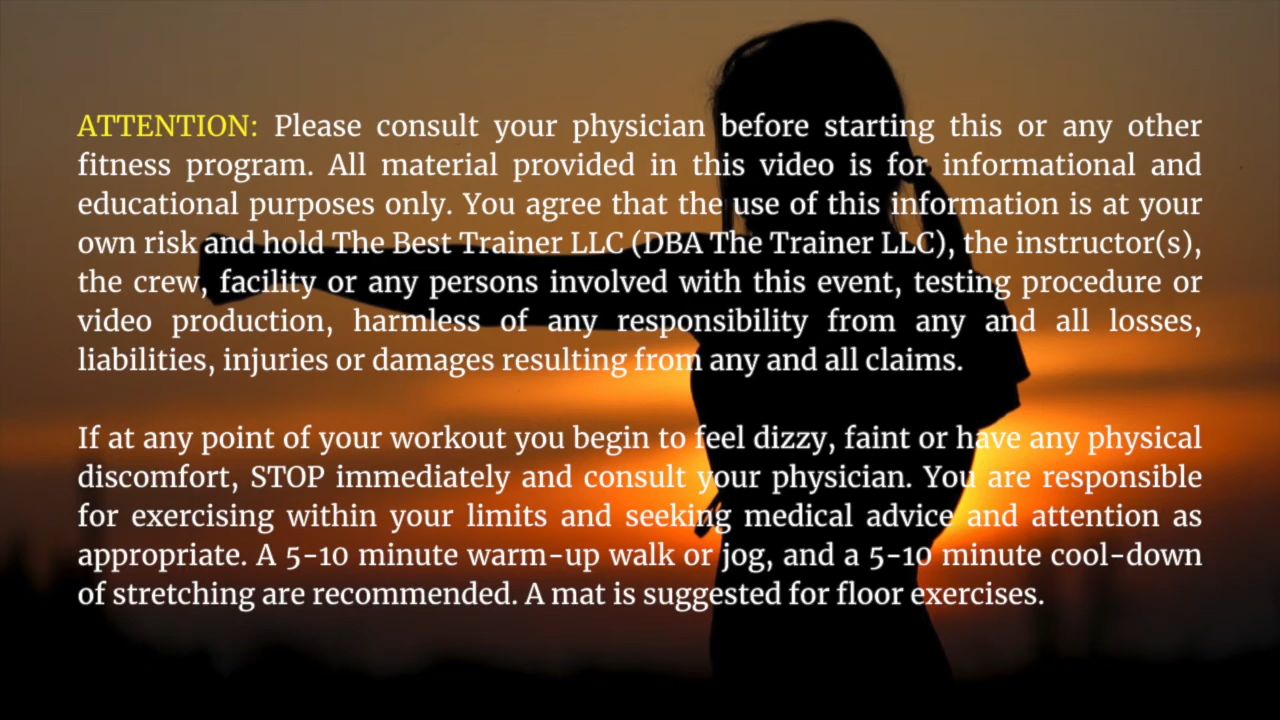 ATTENTION: Please consult your physician before starting this or any other
fitness program. All material provided in this video is for informational and
educational purposes only. You agree that the use of this information is at your
own risk and hold The Best Trainer LLC (DBA The Trainer LLC), the instructor(s),
the crew, facility or any persons involved with this event, testing procedure or
video production, harmless of any responsibility from any and all losses,
liabilities, injuries or damages resulting from any and all claims.
If at any point of your workout you begin to feel dizzy, faint or have any physical
discomfort, STOP immediately and consult your physician. You are responsible
for exercising within your limits and seeking medical advice and attention as
appropriate. A 5-10 minute warm-up walk or jog, and a 5-10 minute cool-down
of stretching are recommended. A mat is suggested for floor exercises.